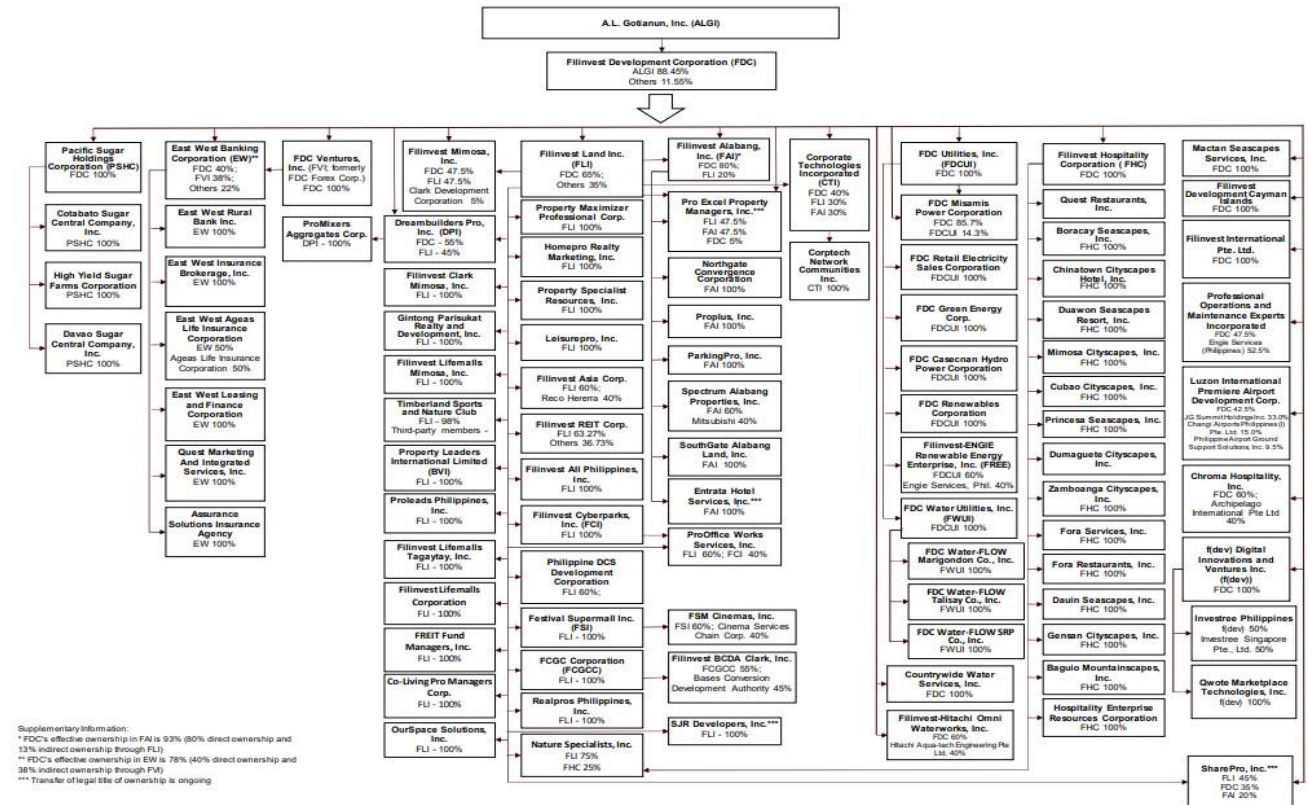 A.L. Gotianun, Inc. (ALGI)
Filinvest Development Corporation (FDC)
ALGI 88.45%
Others 11.55%
Pacific Sugar
Holdings
Corporation (PSHC)
FDC 100%
Cotabato Sugar
Central Company,
Inc.
PSHC 100%
High Yield Sugar
Farms Corporation
PSHC 100%
Davao Sugar
Central Company,
Inc.
PSHC 100%
East West Banking
Corporation (EW)**
FDC 40%;
FVI 38%;
Others 22%
East West Rural
Bank Inc.
EW 100%
East West Insurance
Brokerage, Inc.
EW 100%
East West Ageas
Life Insurance
Corporation
EW 50%
Ageas Life Insurance
Corporation 50%
East West Leasing
and Finance
Corporation
EW 100%
Quest Marketing
And Integrated
Services, Inc.
EW 100%
Assurance
Solutions Insurance
Agency
EW 100%
FDC Ventures,
Inc. (FVI; formerly
FDC Forex Corp.)
FDC 100%
ProMixers
Aggregates Corp.
DPI - 100%
Filinvest Mimosa,
Inc.
FDC 47.5%
FLI 47.5%
Clark Development
Corporation 5%
Dreambuilders Pro,
Inc. (DPI)
FDC - 55%
FLI - 45%
Filinvest Clark
Mimosa, Inc.
FLI - 100%
Gintong Parisukat
Realty and
Development, Inc.
FLI - 100%
Filinvest Lifemalls
Mimosa, Inc.
FLI - 100%
Timberland Sports
and Nature Club
FLI - 98%
Third-party members -
Property Leaders
International Limited
(BVI)
FLI - 100%
Proleads Philippines,
Inc.
FLI - 100%
Filinvest Lifemalls
Tagaytay, Inc.
FLI - 100%
Filinvest Lifemalls
Corporation
FLI - 100%
FREIT Fund
Managers, Inc.
FLI - 100%
Co-Living Pro Managers
Corp.
FLI - 100%
OurSpace Solutions,
Inc.
FLI - 100%
Filinvest Land Inc.
(FLI)
FDC 65%;
Others 35%
Property Maximizer
Professional Corp.
FLI 100%
Homepro Realty
Marketing, Inc.
FLI 100%
Property Specialist
Resources, Inc.
FLI 100%
Leisurepro, Inc.
FLI 100%
Filinvest Asia Corp.
FLI 60%;
Reco Hererra 40%
Filinvest REIT Corp.
FLI 63.27%
Others 36.73%
Filinvest All Philippines,
Inc.
FLI 100%
Filinvest Cyberparks,
Inc. (FCI)
FLI 100%
Philippine DCS
Development
Corporation
FLI 60%;
Festival Supermall Inc.
(FSI)
FLI - 100%
FCGC Corporation
(FCGCC)
FLI - 100%
Realpros Philippines,
Inc.
FLI - 100%
Nature Specialists, Inc.
FLI 75%
FHC 25%
Filinvest Alabang,
Inc. (FAI)*
FDC 80%;
FLI 20%
Pro Excel Property
Managers, Inc.***
FLI 47.5%
FAI 47.5%
FDC 5%
Northgate
Convergence
Corporation
FAI 100%
Proplus, Inc.
FAI 100%
ParkingPro, Inc.
FAI 100%
Spectrum Alabang
Properties, Inc.
FAI 60%
Mitsubishi 40%
SouthGate Alabang
Land, Inc.
FAI 100%
Entrata Hotel
Services, Inc.***
FAI 100%
ProOffice Works
Services, Inc.
FLI 60%; FCI 40%
FSM Cinemas, Inc.
FSI 60%; Cinema Services
Chain Corp. 40%
Filinvest BCDA Clark, Inc.
FCGCC 55%;
Bases Conversion
Development Authority 45%
SJR Developers, Inc.***
FLI - 100%
Corporate
Technologies
Incorporated
(CTI)
FDC 40%
FLI 30%
FAI 30%
Corptech
Network
Communities
Inc.
CTI 100%
FDC Utilities, Inc.
(FDCUI)
FDC 100%
FDC Misamis
Power Corporation
FDC 85.7%
FDCUI 14.3%
FDC Retail Electricity
Sales Corporation
FDCUI 100%
FDC Green Energy
Corp.
FDCUI 100%
FDC Casecnan Hydro
Power Corporation
FDCUI 100%
FDC Renewables
Corporation
FDCUI 100%
Filinvest-ENGIE
Renewable Energy
Enterprise, Inc. (FREE)
FDCUI 60%
Engie Services, Phil. 40%
FDC Water Utilities, Inc.
(FWUI)
FDCUI 100%
FDC Water-FLOW
Marigondon Co., Inc.
FWUI 100%
FDC Water-FLOW
Talisay Co., Inc.
FWUI 100%
FDC Water-FLOW SRP
Co., Inc.
FWUI 100%
Countrywide Water
Services, Inc.
FDC 100%
Filinvest-Hitachi Omni
Waterworks, Inc.
FDC 60%
Hitachi Aqua-tech Engineering Pte
Ltd. 40%
Filinvest Hospitality
Corporation ( FHC)
FDC 100%
Quest Restaurants,
Inc.
Boracay Seascapes,
Inc.
FHC 100%
Chinatown Cityscapes
Hotel, Inc.
FHC 100%
Duawon Seascapes
Resort, Inc.
FHC 100%
Mimosa Cityscapes, Inc
FHC 100%
Cubao Cityscapes, Inc.
FHC 100%
Princesa Seascapes, Inc.
FHC 100%
Dumaguete Cityscapes,
Inc.
Zamboanga Cityscapes,
Inc.
FHC 100%
Fora Services, Inc.
FHC 100%
Fora Restaurants, Inc.
FHC 100%
Dauin Seascapes, Inc.
FHC 100%
Gensan Cityscapes, Inc
FHC 100%
Baguio Mountainscapes,
Inc.
FHC 100%
Hospitality Enterprise
Resources Corporation
FHC 100%
Mactan Seascapes
Services, Inc.
FDC 100%
Filinvest
Development Cayman
Islands
FDC 100%
Filinvest International
Pte. Ltd.
FDC 100%
Professional
Operations and
Maintenance Experts
Incorporated
FDC 47.5%
Engie Services
(Philippines) 52.5%
Luzon International
Premiere Airport
Development Corp.
FDC 42.5%
JG Summit Holdings Inc. 33.0%
Changi Airports Philippines (I)
Pte. Ltd. 15.0%
Philippine Airport Ground
Support Solutions, Inc. 9.5%
Chroma Hospitality,
Inc.
FDC 60%;
Archipelago
International Pte Ltd
40%
f(dev) Digital
Innovations and
Ventures Inc.
(f(dev))
FDC 100%
Investree Philippines
f(dev) 50%
Investree Singapore
Pte., Ltd. 50%
Qwote Marketplace
Technologies, Inc.
f(dev) 100%
SharePro, Inc.***
FLI 45%
FDC 35%
FAI 20%
Supplementary Information:
* FDC's effective ownership in FAI is 93% (80% direct ownership and
13% indirect ownership through FLI)
** FDC's effective ownership in EW is 78% (40% direct ownership and
38% indirect ownership through FVI)
*** Transfer of legal title of ownership is ongoing